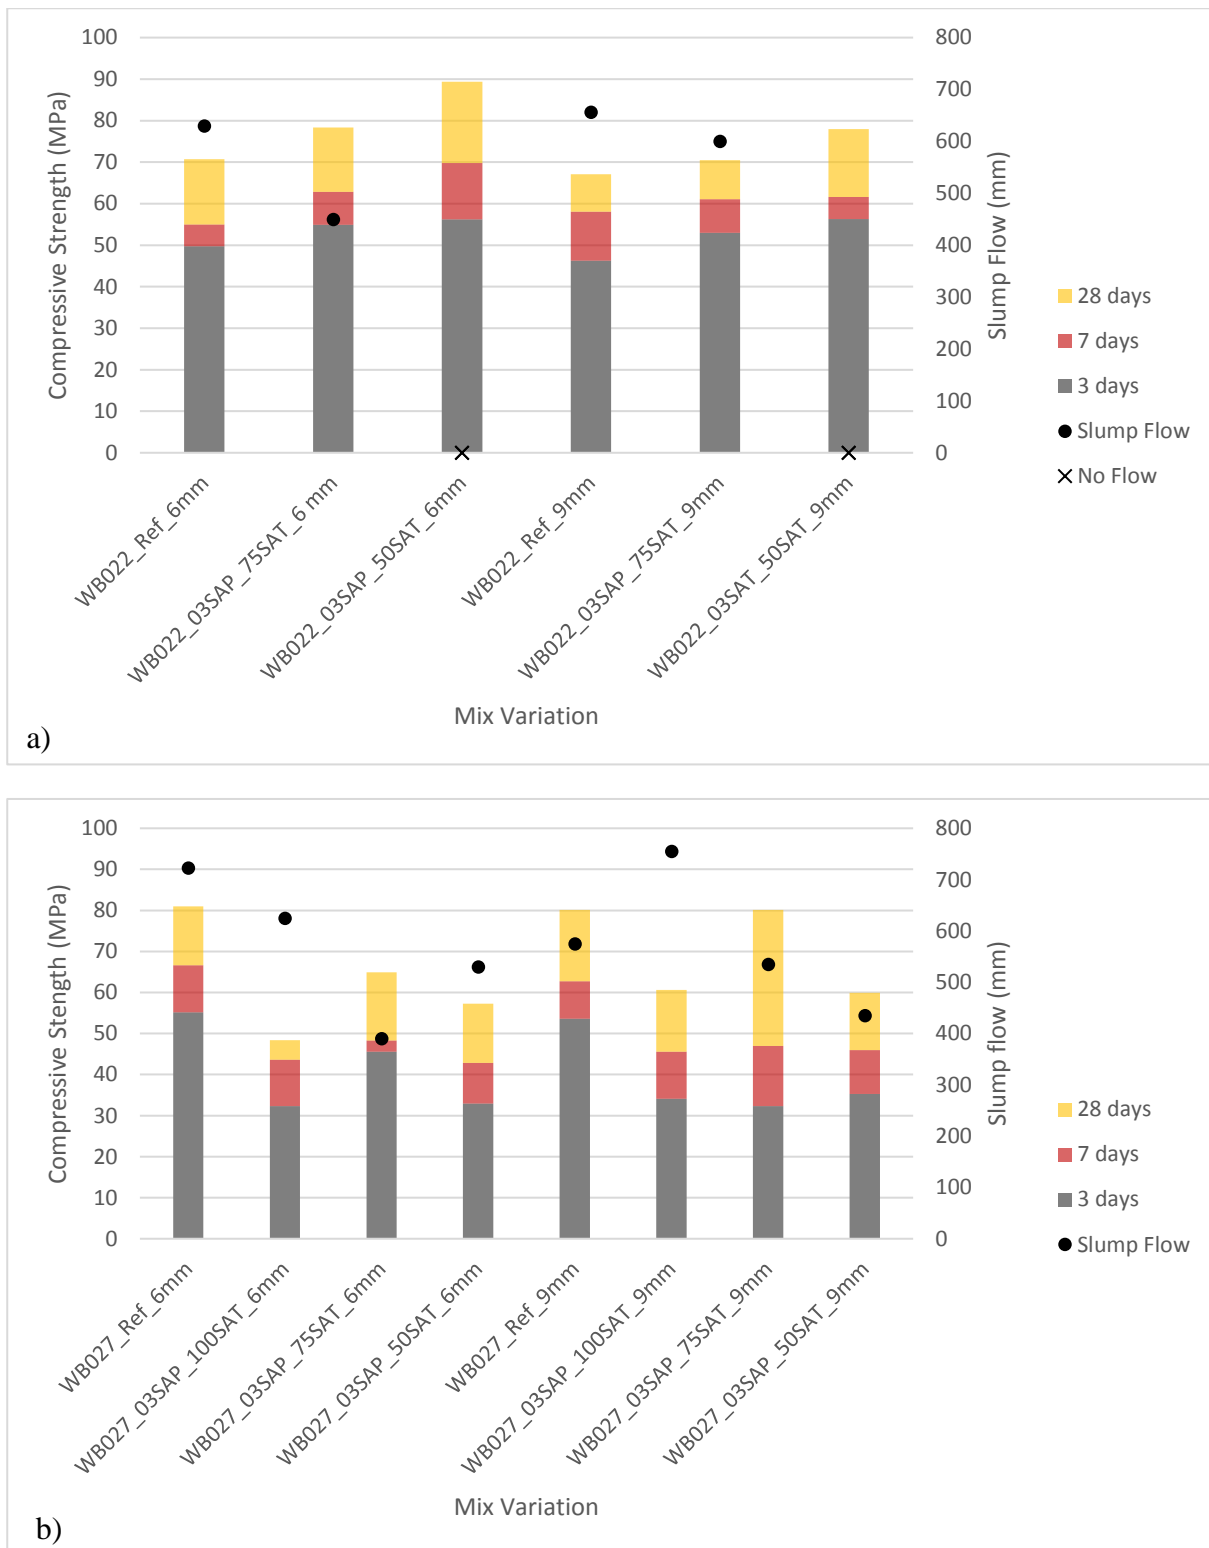 100
90
80
70
60
50
40
30
20
10
0
Compressive Strength (MPa)
800
700
600
500
400
300
200
100
0
Slump Flow (mm)
28 days
7 days
3 days
Slump Flow
No Flow
WB022_Ref_6mm
WB022_03SAP_75SAT_6 mm
WB022_03SAP_50SAT_6mm
WB022_Ref_9mm
WB022_03SAP_75SAT_9mm
WB022_03SAT_50SAT_9mm
Mix Variation
a)
100
90
80
70
60
50
40
30
20
10
0
Compressive Stength (MPa)
800
700
600
500
400
300
200
100
0
Slump flow (mm)
28 days
7 days
3 days
Slump Flow
WB027_Ref_6mm
WB027_03SAP_100SAT_6mm
WB027_03SAP_75SAT_6mm
WB027_03SAP_50SAT_6mm
WB027_Ref_9mm
WB027_03SAP_100SAT_9mm
WB027_03SAP_75SAT_9mm
WB027_03SAP_50SAT_9mm
Mix Variation
b)